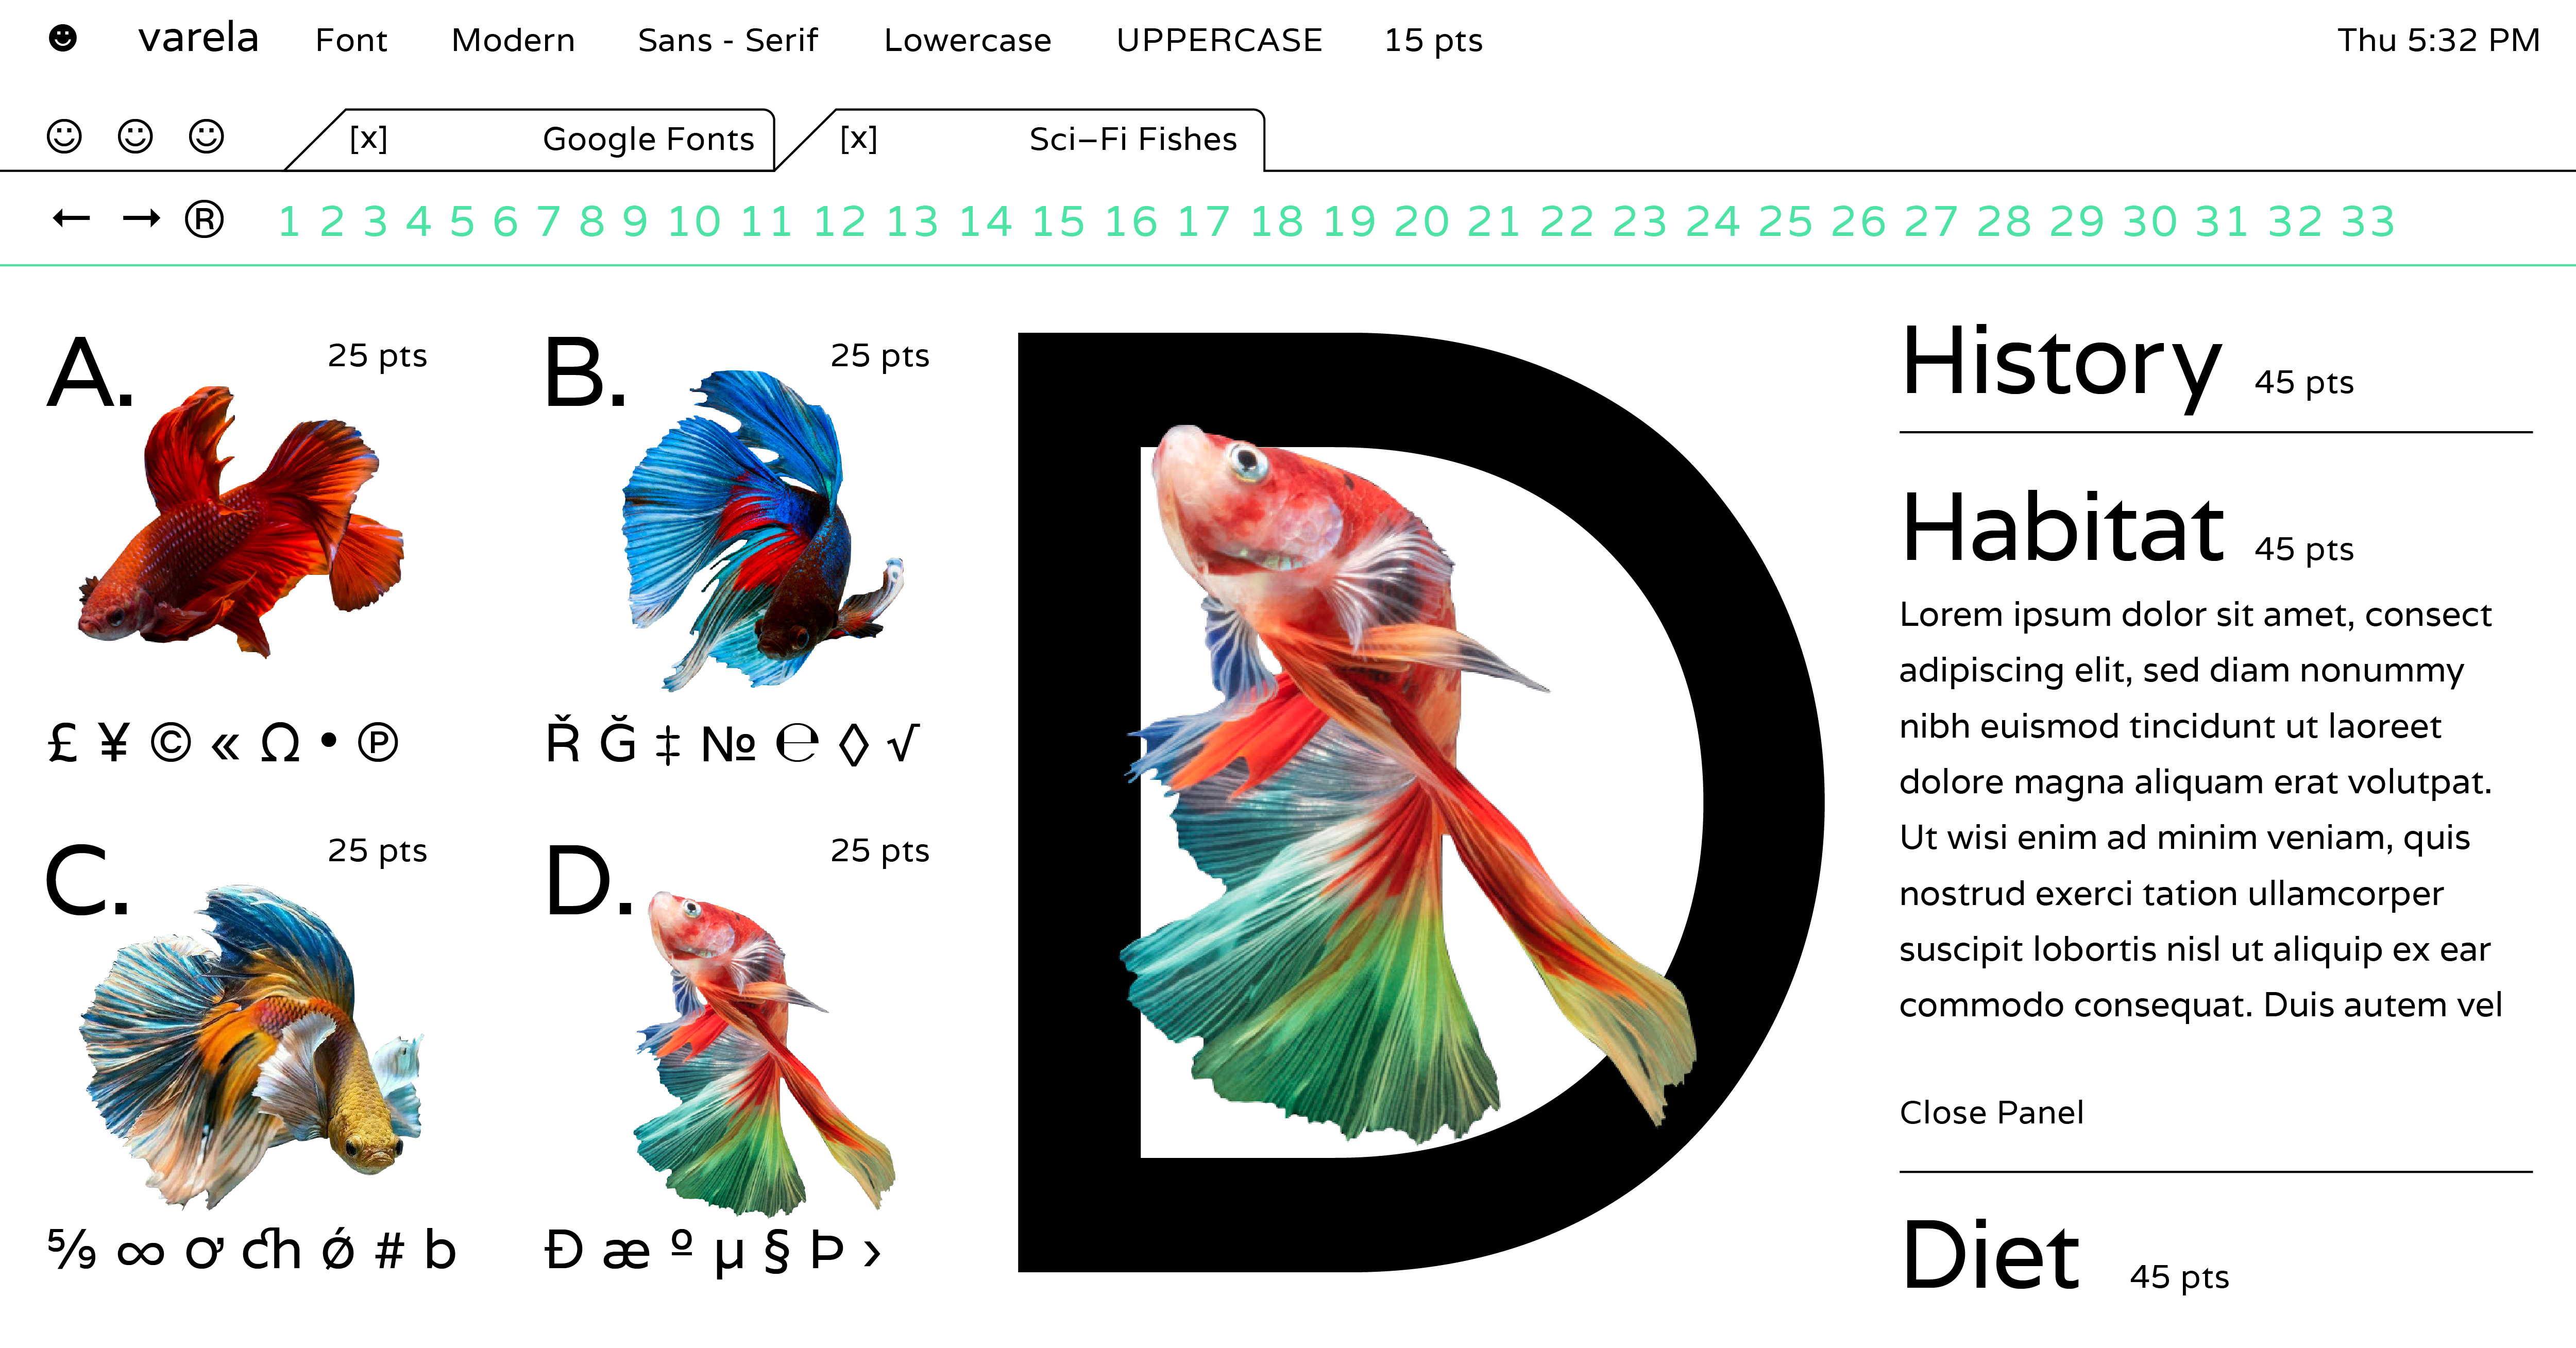 ☻ varela Font Modern Sans - Serif Lowercase UPPERCASE 15 pts Thu 5:32 PM
☺ ☺ ☺ [x] Google Fonts [x] Sci–Fi Fishes
← → ® 1 2 3 4 5 6 7 8 9 10 11 12 13 14 15 16 17 18 19 20 21 22 23 24 25 26 27 28 29 30 31 32 33
A. 25 pts
£ ¥ © « Ω • ℗
B. 25 pts
Ř Ğ ‡ № ℮ ◊ √
C. 25 pts
5⁄9 ∞ ơ ȼh ǿ # b
D. 25 pts
Đ æ º µ § Þ ›
D
History 45 pts
Habitat 45 pts
Lorem ipsum dolor sit amet, consect
adipiscing elit, sed diam nonummy
nibh euismod tincidunt ut laoreet
dolore magna aliquam erat volutpat.
Ut wisi enim ad minim veniam, quis
nostrud exerci tation ullamcorper
suscipit lobortis nisl ut aliquip ex ear
commodo consequat. Duis autem vel
Close Panel
Diet 45 pts